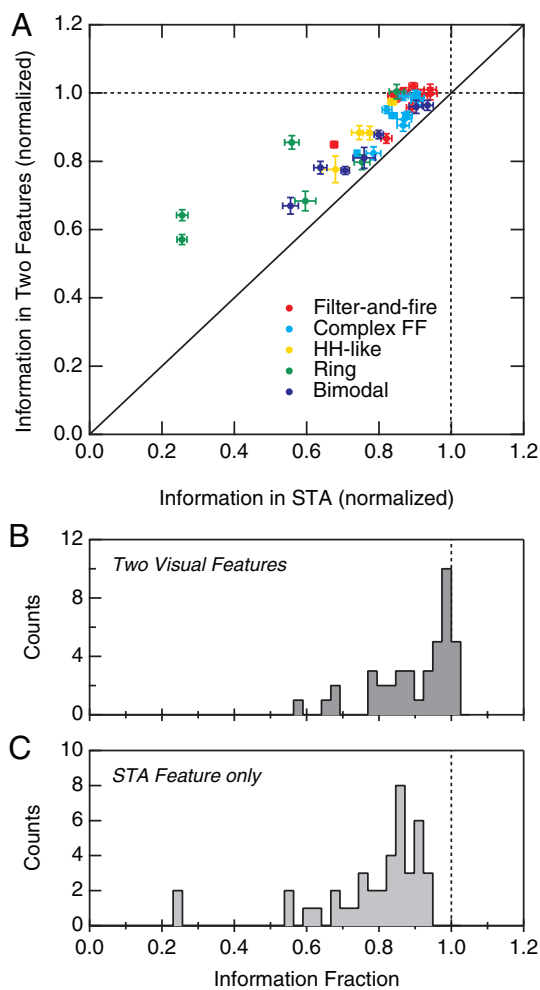 A
1.2
1.0
0.8
0.6
0.4
0.2
0.0
Information in Two Features (normalized)
Filter-and-fire
Complex FF
HH-like
Ring
Bimodal
0.0 0.2 0.4 0.6 0.8 1.0 1.2
Information in STA (normalized)
B
12
8
4
0
Counts
Two Visual Features
C
10
8
6
4
2
0
Counts
STA Feature only
0.0 0.2 0.4 0.6 0.8 1.0 1.2
Information Fraction